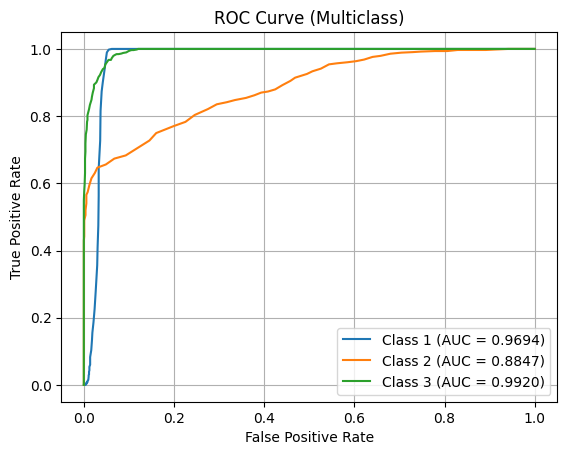 ROC Curve (Multiclass)
True Positive Rate
1.0
0.8
0.6
0.4
0.2
0.0
Class 1 (AUC = 0.9694)
Class 2 (AUC = 0.8847)
Class 3 (AUC = 0.9920)
0.0 0.2 0.4 0.6 0.8 1.0
False Positive Rate